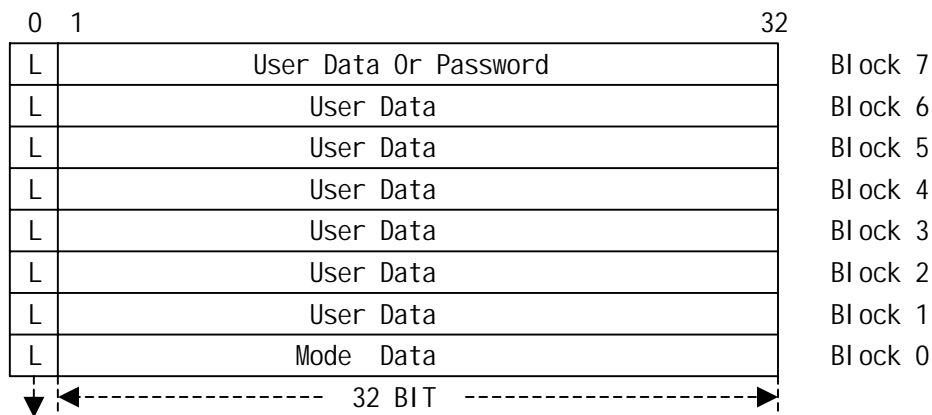 0 1 32
L User Data Or Password Block 7
L User Data Block 6
L User Data Block 5
L User Data Block 4
L User Data Block 3
L User Data Block 2
L User Data Block 1
L Mode Data Block 0
32 BIT